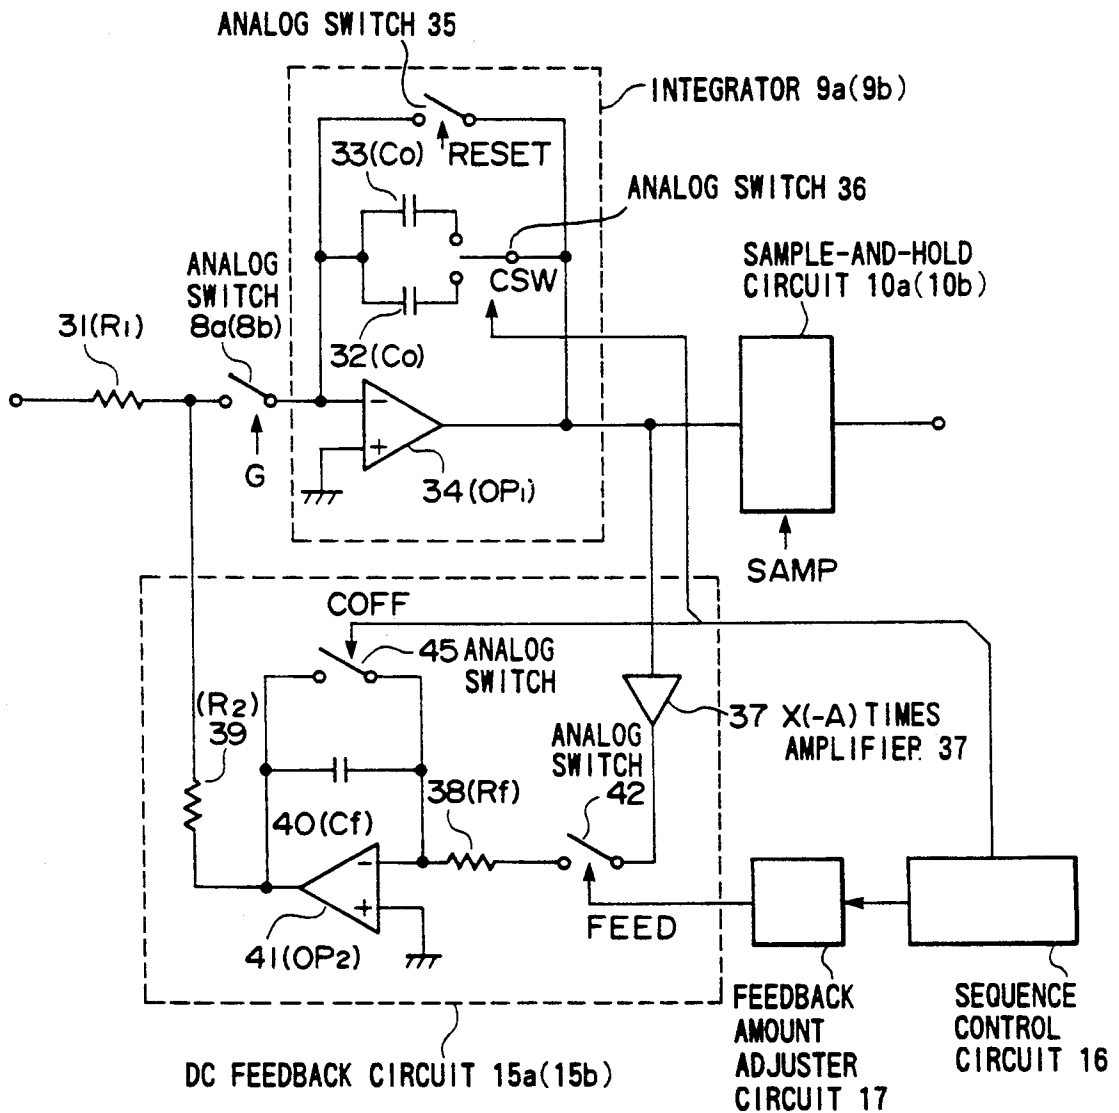 ANALOG SWITCH 35
INTEGRATOR 9a(9b)
33(Co)
RESET
ANALOG SWITCH 36
ANALOG
SWITCH
8a(8b)
SAMPLE-AND-HOLD
CIRCUIT 10a(10b)
CSW
31(R1)
32(Co)
−
+
G
34(OP1)
SAMP
COFF
45 ANALOG
SWITCH
(R2)
39
37 X(-A) TIMES
AMPLIFIER 37
ANALOG
SWITCH
42
38(Rf)
40(Cf)
−
+
FEED
41(OP2)
FEEDBACK
AMOUNT
ADJUSTER
CIRCUIT 17
SEQUENCE
CONTROL
CIRCUIT 16
DC FEEDBACK CIRCUIT 15a(15b)